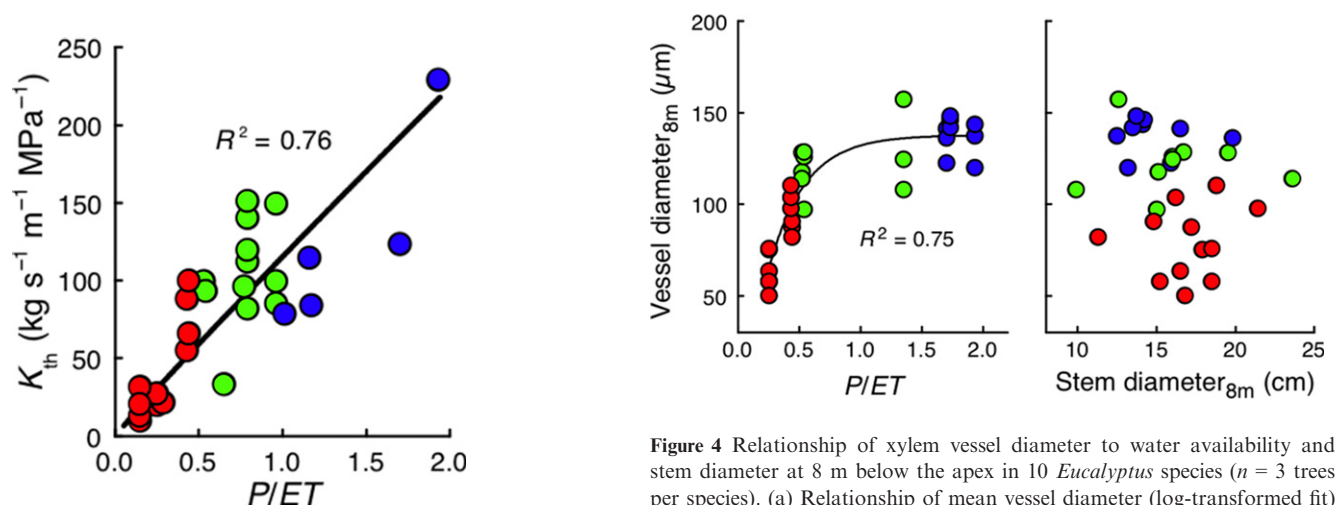 250
200
150
100
50
0
K_th (kg s⁻¹ m⁻¹ MPa⁻¹)
R² = 0.76
0.0 0.5 1.0 1.5 2.0
P/ET
200
150
100
50
Vessel diameter_8m (µm)
R² = 0.75
0.0 0.5 1.0 1.5 2.0
P/ET
10 15 20 25
Stem diameter_8m (cm)
Figure 4 Relationship of xylem vessel diameter to water availability and
stem diameter at 8 m below the apex in 10 Eucalyptus species (n = 3 trees
per species). (a) Relationship of mean vessel diameter (log-transformed fit)